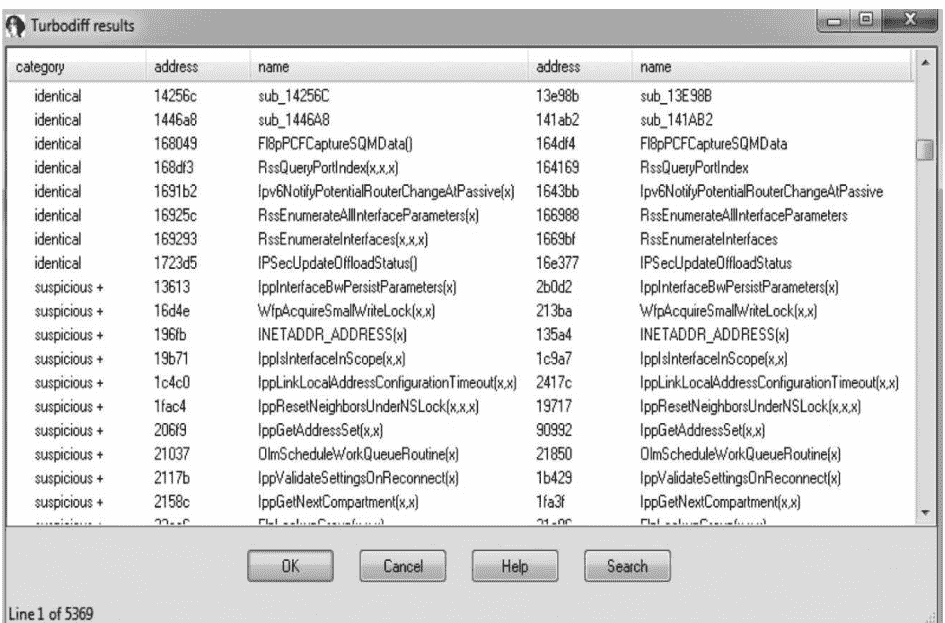 Turbodiff results
category address name address name
identical 14256c sub_14256C 13e98b sub_13E98B
identical 1446a8 sub_1446A8 141ab2 sub_141AB2
identical 168049 Fl8pPCFCaptureSQMData() 164df4 Fl8pPCFCaptureSQMData
identical 168df3 RssQueryPortIndex(x,x,x) 164169 RssQueryPortIndex
identical 1691b2 Ipv6NotifyPotentialRouterChangeAtPassive(x) 1643bb Ipv6NotifyPotentialRouterChangeAtPassive
identical 16925c RssEnumerateAllInterfaceParameters(x) 166988 RssEnumerateAllInterfaceParameters
identical 169293 RssEnumerateInterfaces(x,x,x) 1669bf RssEnumerateInterfaces
identical 1723d5 IPSecUpdateOffloadStatus() 16e377 IPSecUpdateOffloadStatus
suspicious + 13613 IppInterfaceBwPersistParameters(x) 2b0d2 IppInterfaceBwPersistParameters(x)
suspicious + 16d4e WfpAcquireSmallWriteLock(x,x) 213ba WfpAcquireSmallWriteLock(x,x)
suspicious + 196fb INETADDR_ADDRESS(x) 135a4 INETADDR_ADDRESS(x)
suspicious + 19b71 IppIsInterfaceInScope(x,x) 1c9a7 IppIsInterfaceInScope(x,x)
suspicious + 1c4c0 IppLinkLocalAddressConfigurationTimeout(x,x) 2417c IppLinkLocalAddressConfigurationTimeout(x,x)
suspicious + 1fac4 IppResetNeighborsUnderNSLock(x,x,x) 19717 IppResetNeighborsUnderNSLock(x,x,x)
suspicious + 206f9 IppGetAddressSet(x,x) 90992 IppGetAddressSet(x,x)
suspicious + 21037 OlmScheduleWorkQueueRoutine(x) 21850 OlmScheduleWorkQueueRoutine(x)
suspicious + 2117b IppValidateSettingsOnReconnect(x) 1b429 IppValidateSettingsOnReconnect(x)
suspicious + 2158c IppGetNextCompartment(x,x) 1fa3f IppGetNextCompartment(x,x)
OK Cancel Help Search
Line 1 of 5369